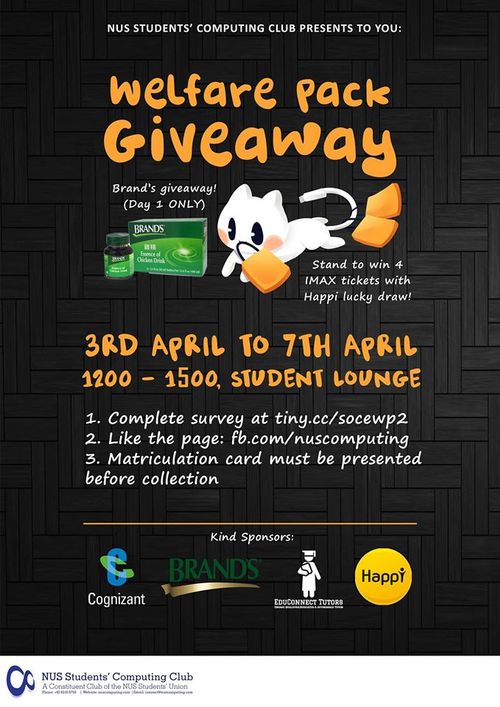 NUS STUDENTS' COMPUTING CLUB PRESENTS TO YOU:
Welfare Pack
Giveaway
Brand's giveaway!
(Day 1 ONLY)
BRAND'S
Essence of
Chicken Drink
Stand to win 4
IMAX tickets with
Happi lucky draw!
3RD APRIL TO 7TH APRIL
1200 - 1500, STUDENT LOUNGE
1. Complete survey at tiny.cc/socewp2
2. Like the page: fb.com/nuscomputing
3. Matriculation card must be presented
before collection
Kind Sponsors:
Cognizant
BRAND'S
EDUCONNECT TUTORS
Happi
NUS Students' Computing Club
A Constituent Club of the NUS Students' Union